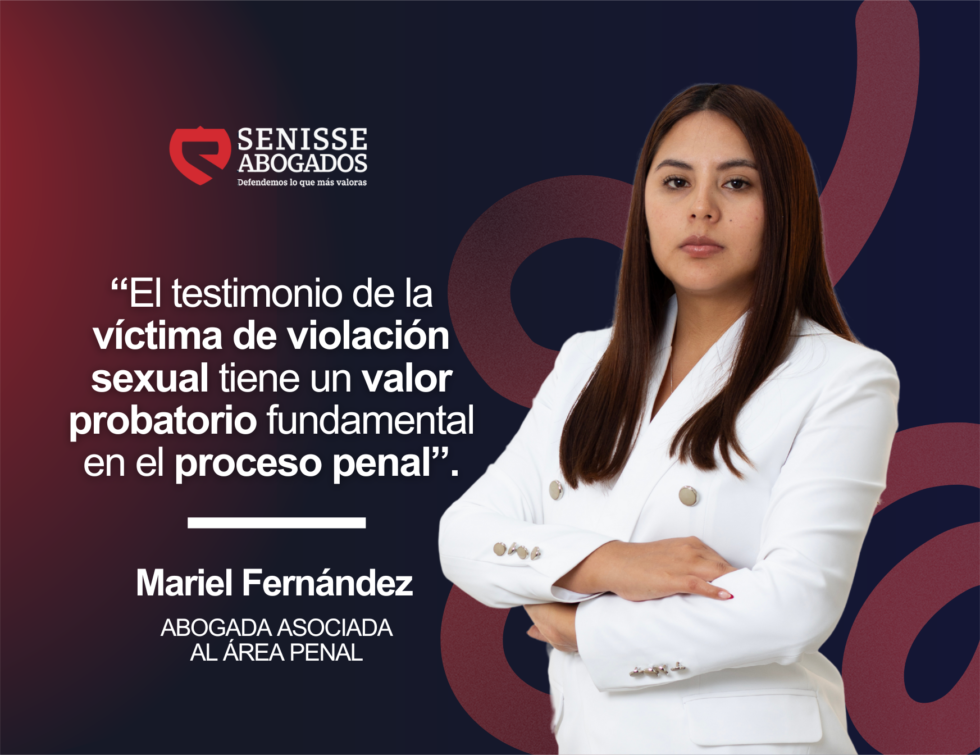 SENISSE
ABOGADOS
Defendemos lo que más valoras
“El testimonio de la
víctima de violación
sexual tiene un valor
probatorio fundamental
en el proceso penal”.
Mariel Fernández
ABOGADA ASOCIADA
AL ÁREA PENAL